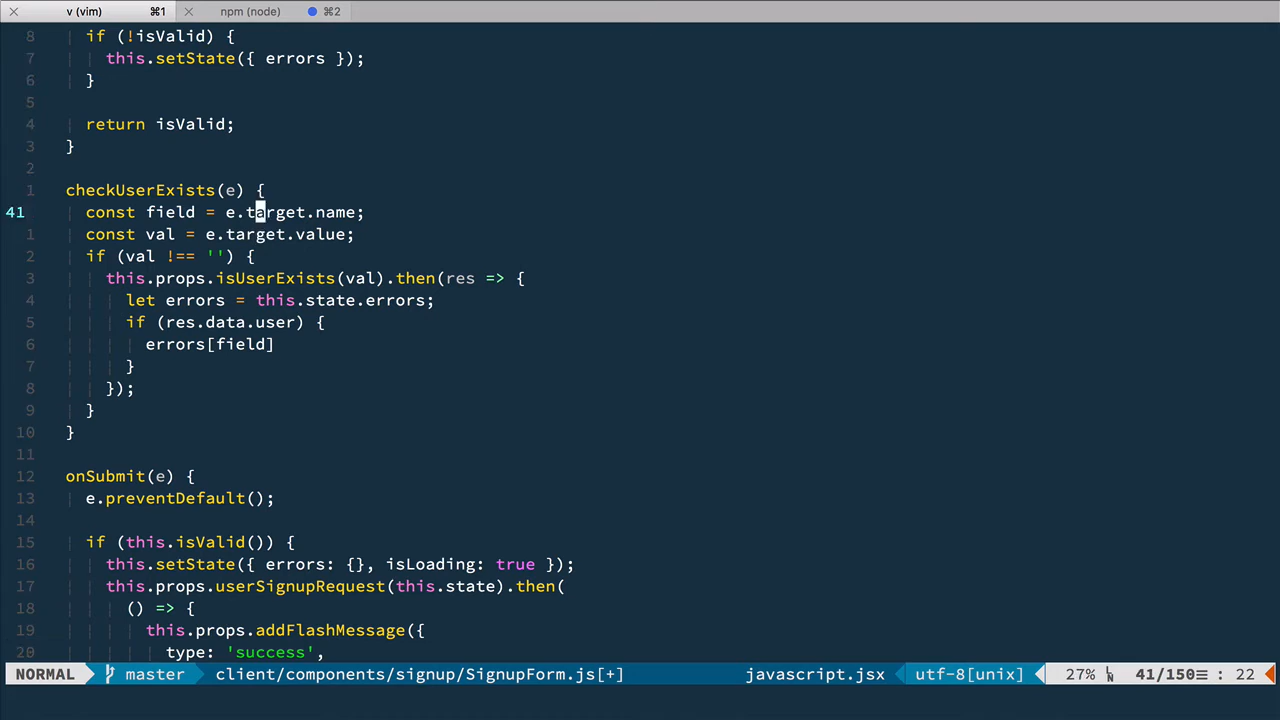 v (vim) ⌘1 npm (node) ⌘2
8 if (!isValid) {
7 this.setState({ errors });
6 }
5
4 return isValid;
3 }
2
1 checkUserExists(e) {
41 const field = e.target.name;
1 const val = e.target.value;
2 if (val !== '') {
3 this.props.isUserExists(val).then(res => {
4 let errors = this.state.errors;
5 if (res.data.user) {
6 errors[field]
7 }
8 });
9 }
10 }
11
12 onSubmit(e) {
13 e.preventDefault();
14
15 if (this.isValid()) {
16 this.setState({ errors: {}, isLoading: true });
17 this.props.userSignupRequest(this.state).then(
18 () => {
19 this.props.addFlashMessage({
20 type: 'success',
NORMAL master client/components/signup/SignupForm.js[+] javascript.jsx utf-8[unix] 27% ␤ 41/150≡ : 22